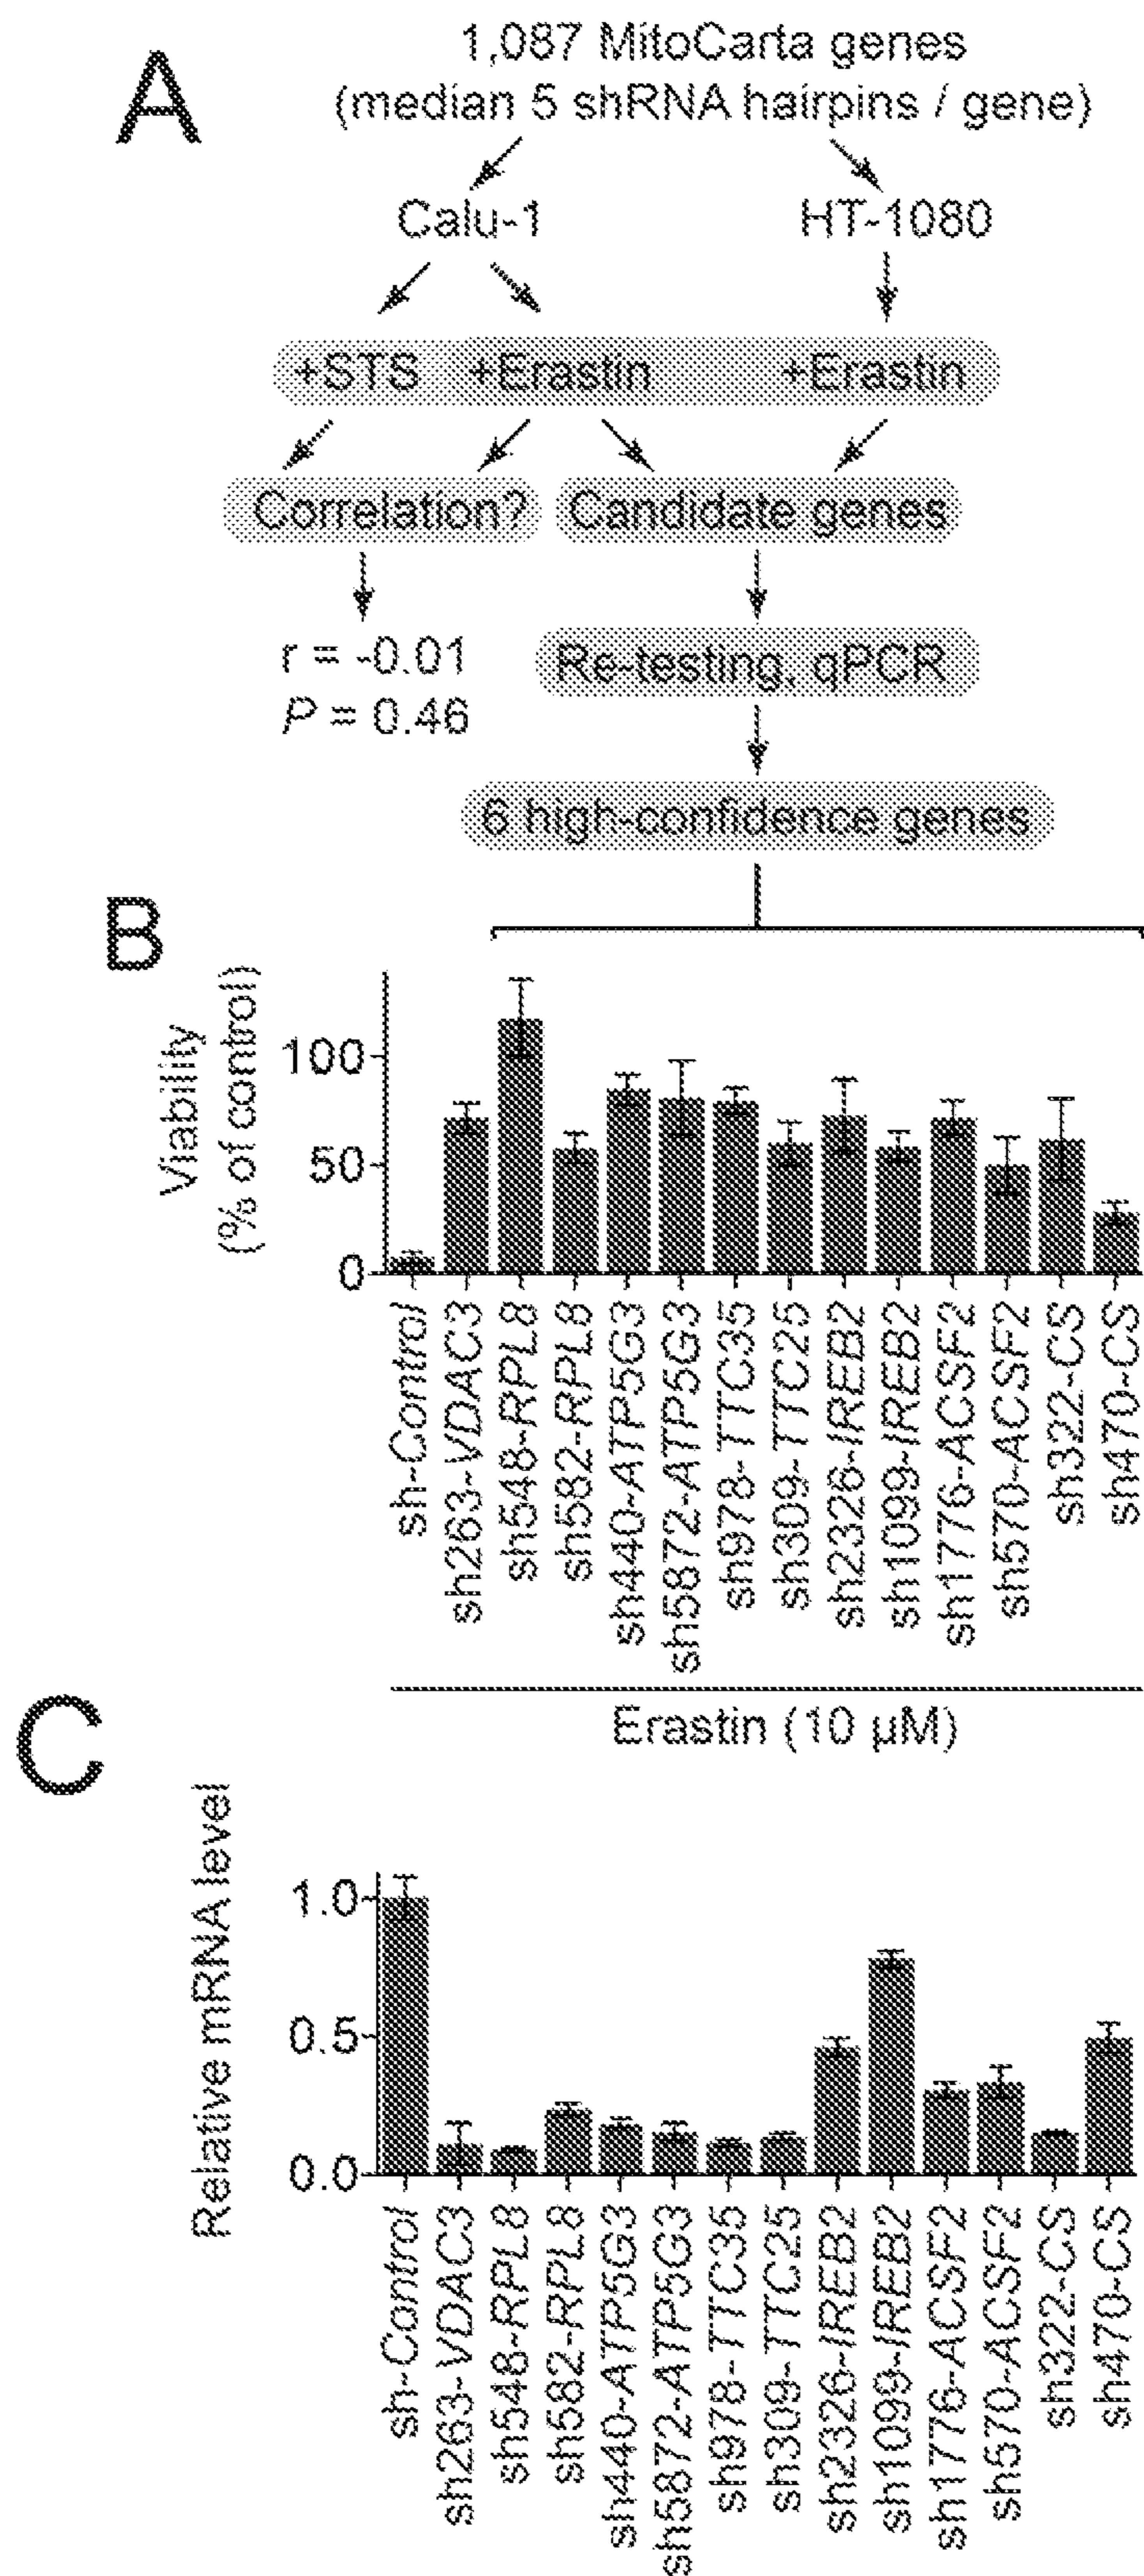 A
1,087 MitoCarta genes
(median 5 shRNA hairpins / gene)
Calu-1
HT-1080
+STS
+Erastin
+Erastin
Correlation?
Candidate genes
r = -0.01
P = 0.46
Re-testing, qPCR
6 high-confidence genes
B
Viability
(% of control)
100
50
0
sh-Control
sh263-VDAC3
sh548-RPL8
sh582-RPL8
sh440-ATP5G3
sh5872-ATP5G3
sh978-TTC35
sh309-TTC25
sh2326-IREB2
sh1099-IREB2
sh1776-ACSF2
sh570-ACSF2
sh322-CS
sh470-CS
Erastin (10 µM)
C
Relative mRNA level
1.0
0.5
0.0
sh-Control
sh263-VDAC3
sh548-RPL8
sh582-RPL8
sh440-ATP5G3
sh5872-ATP5G3
sh978-TTC35
sh309-TTC25
sh2326-IREB2
sh1099-IREB2
sh1776-ACSF2
sh570-ACSF2
sh322-CS
sh470-CS